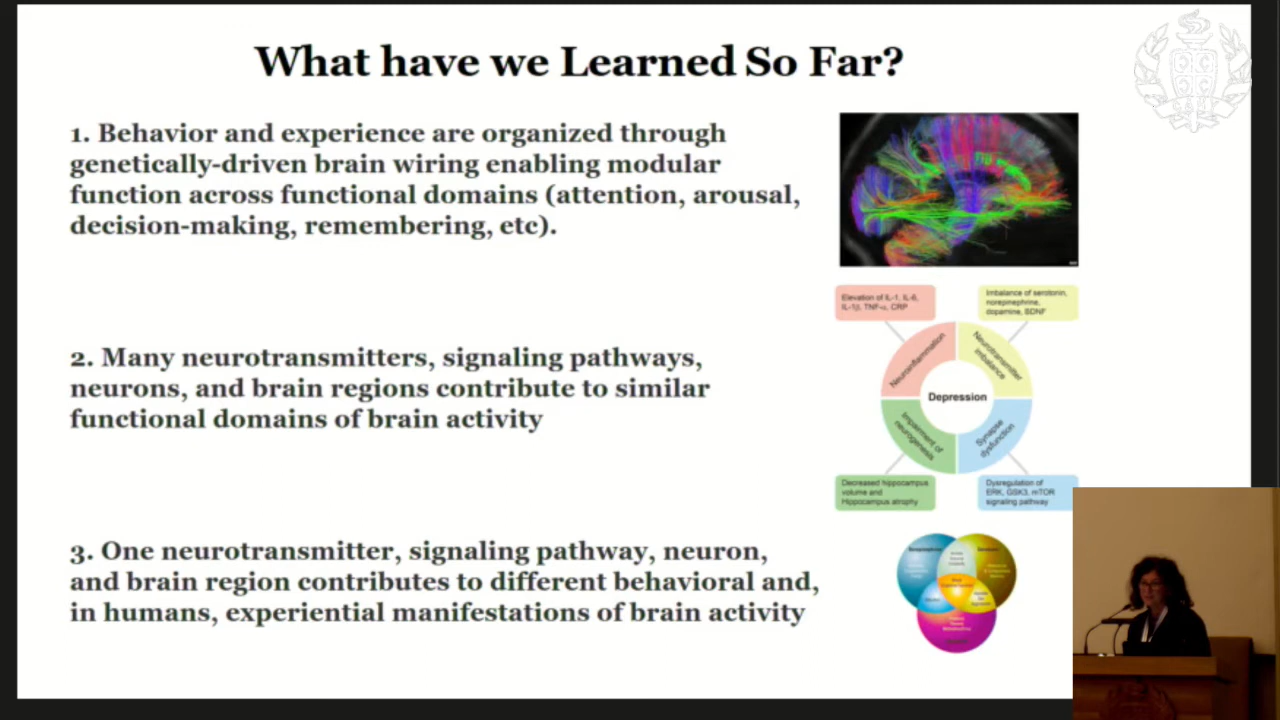 What have we Learned So Far?
1. Behavior and experience are organized through
genetically-driven brain wiring enabling modular
function across functional domains (attention, arousal,
decision-making, remembering, etc).
2. Many neurotransmitters, signaling pathways,
neurons, and brain regions contribute to similar
functional domains of brain activity
3. One neurotransmitter, signaling pathway, neuron,
and brain region contributes to different behavioral and,
in humans, experiential manifestations of brain activity
Elevation of IL-1, IL-6,
IL-1β, TNF-α, CRP
Imbalance of serotonin,
norepinephrine,
dopamine, BDNF
Neuroinflammation
Neurotransmitter
imbalance
Depression
Impairment of
neurogenesis
Synapse
dysfunction
Decreased hippocampus
volume and
Hippocampus atrophy
Dysregulation of
ERK, GSK3, mTOR
signaling pathway